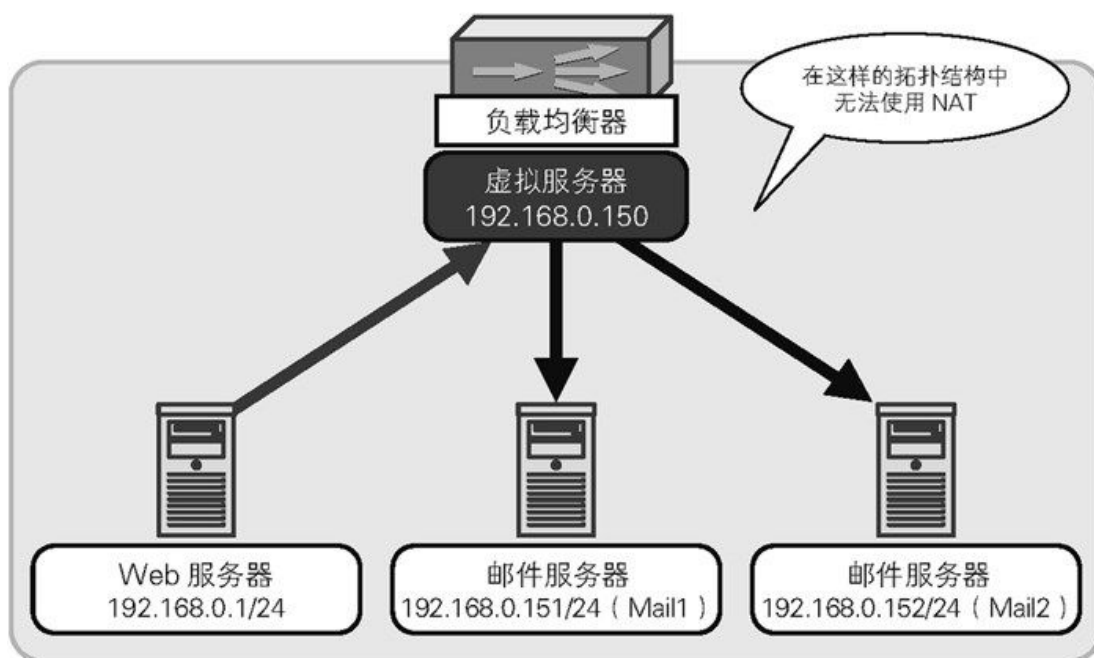 在这样的拓扑结构中
无法使用 NAT
负载均衡器
虚拟服务器
192.168.0.150
Web 服务器
192.168.0.1/24
邮件服务器
192.168.0.151/24（Mail1）
邮件服务器
192.168.0.152/24（Mail2）